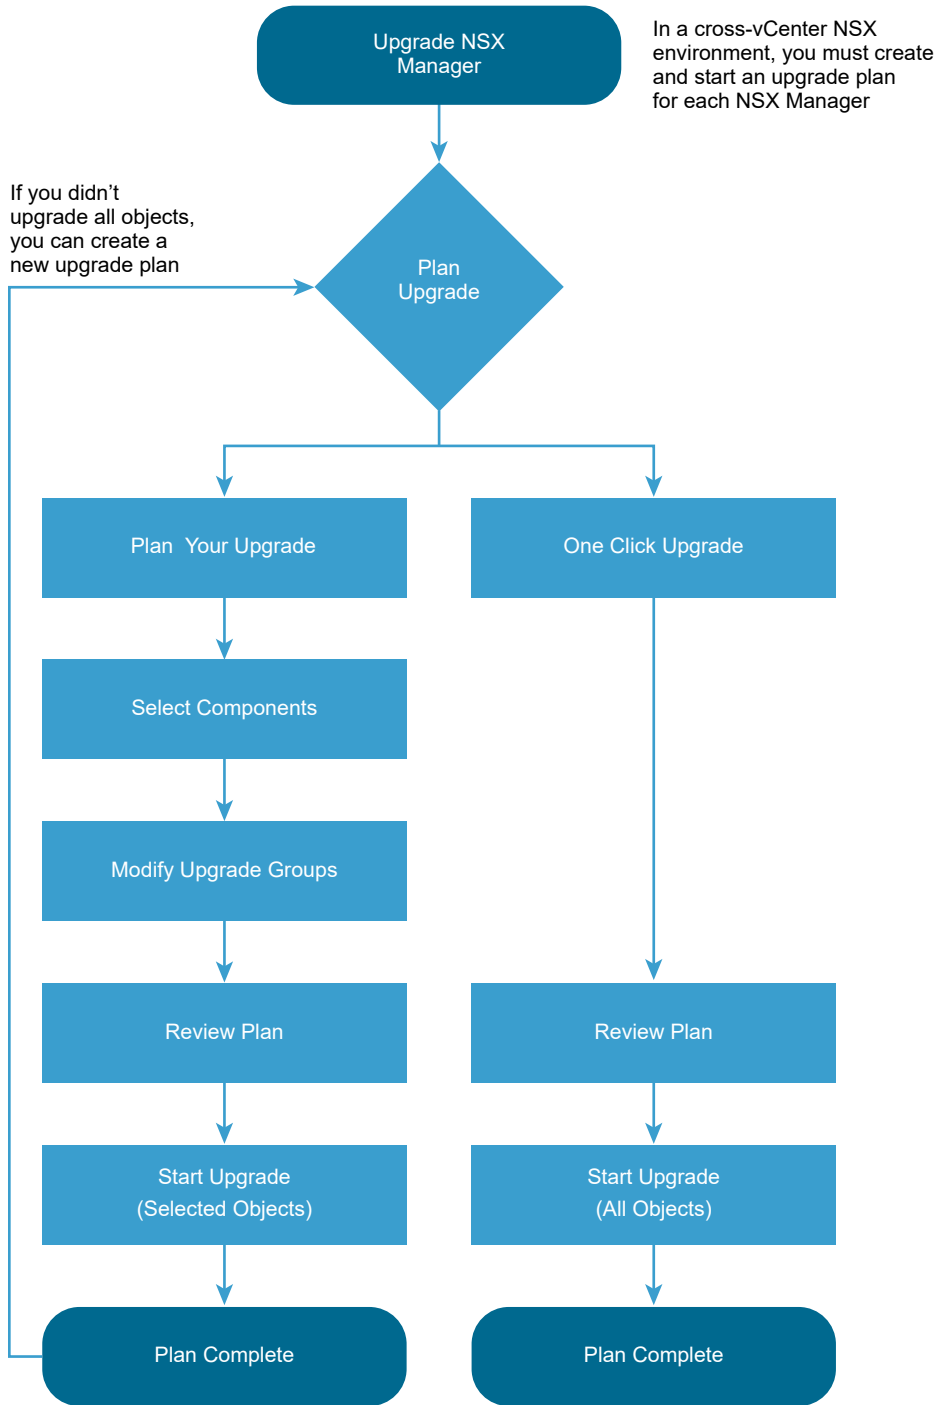 Upgrade NSX
Manager
In a cross-vCenter NSX
environment, you must create
and start an upgrade plan
for each NSX Manager
If you didn’t
upgrade all objects,
you can create a
new upgrade plan
Plan
Upgrade
Plan  Your Upgrade
One Click Upgrade
Select Components
Modify Upgrade Groups
Review Plan
Review Plan
Start Upgrade
(Selected Objects)
Start Upgrade
(All Objects)
Plan Complete
Plan Complete